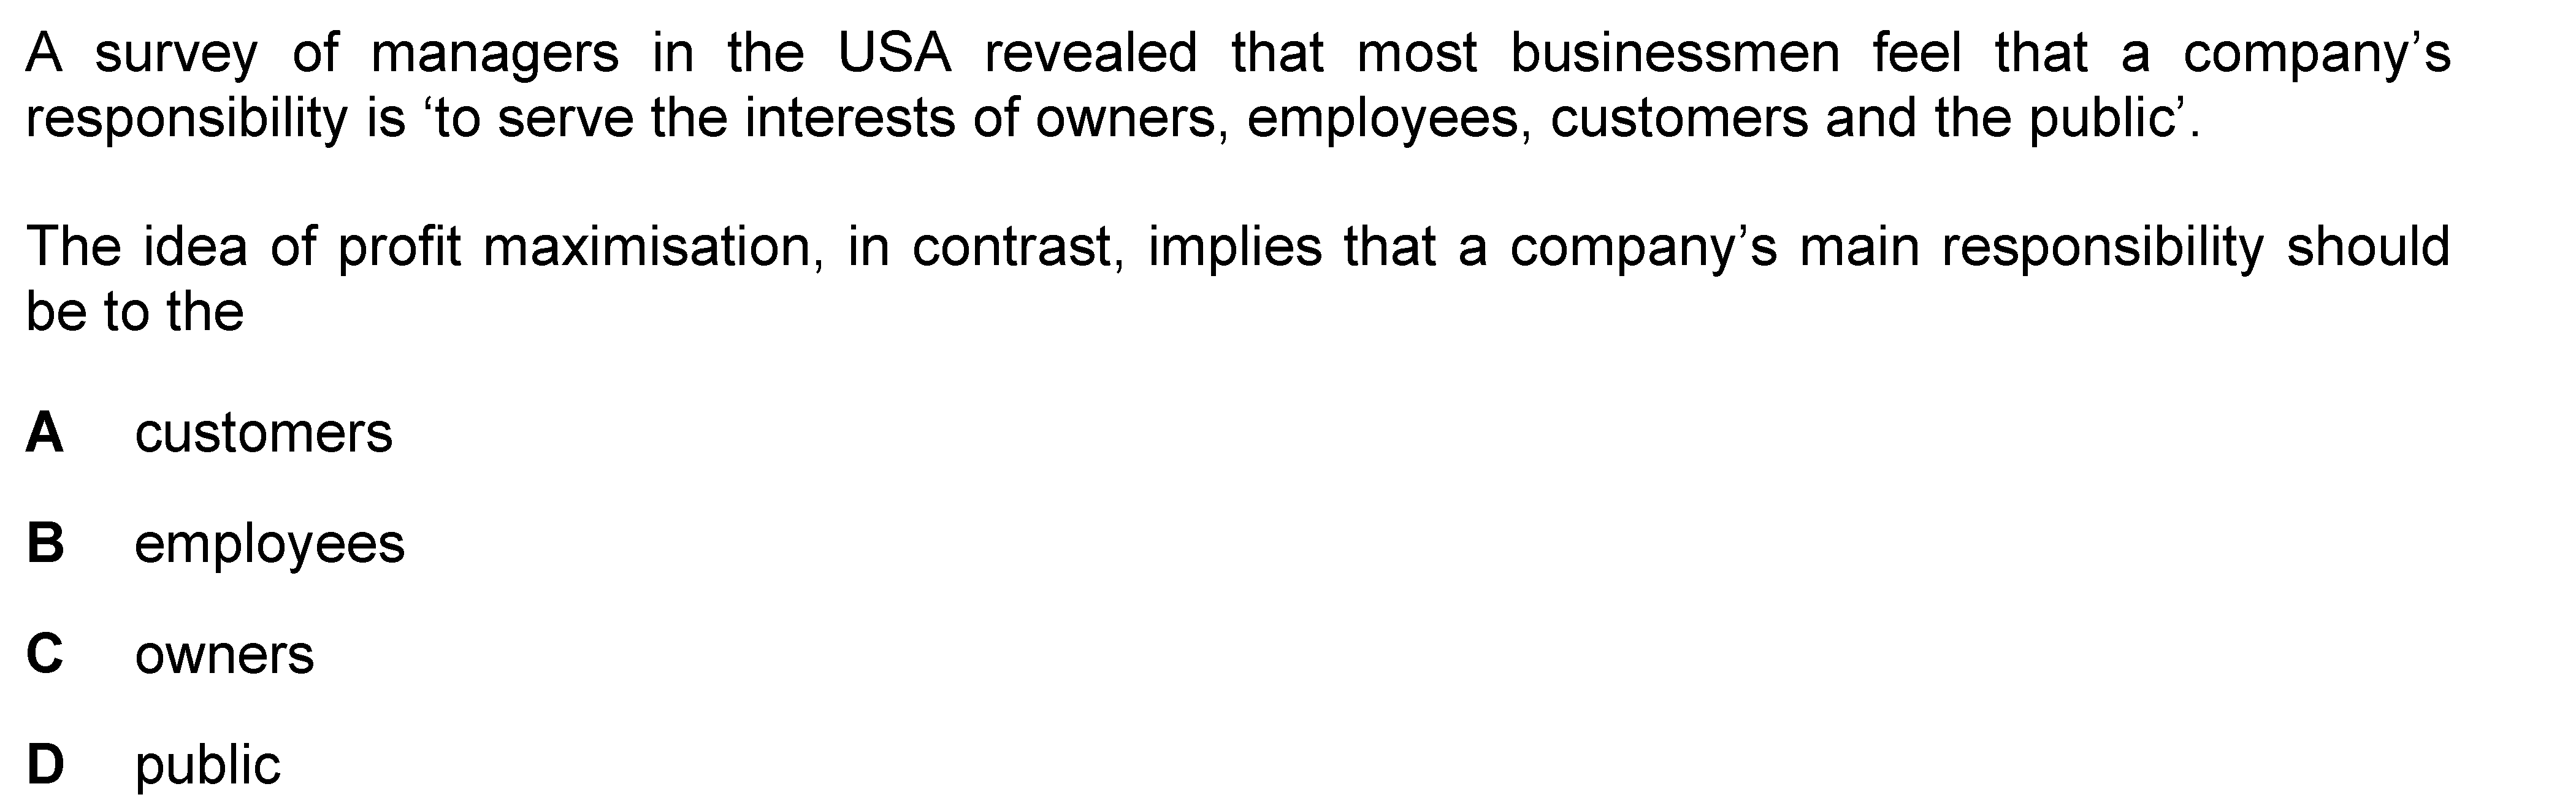 A survey of managers in the USA revealed that most businessmen feel that a company’s
responsibility is ‘to serve the interests of owners, employees, customers and the public’.
The idea of profit maximisation, in contrast, implies that a company’s main responsibility should
be to the
A customers
B employees
C owners
D public